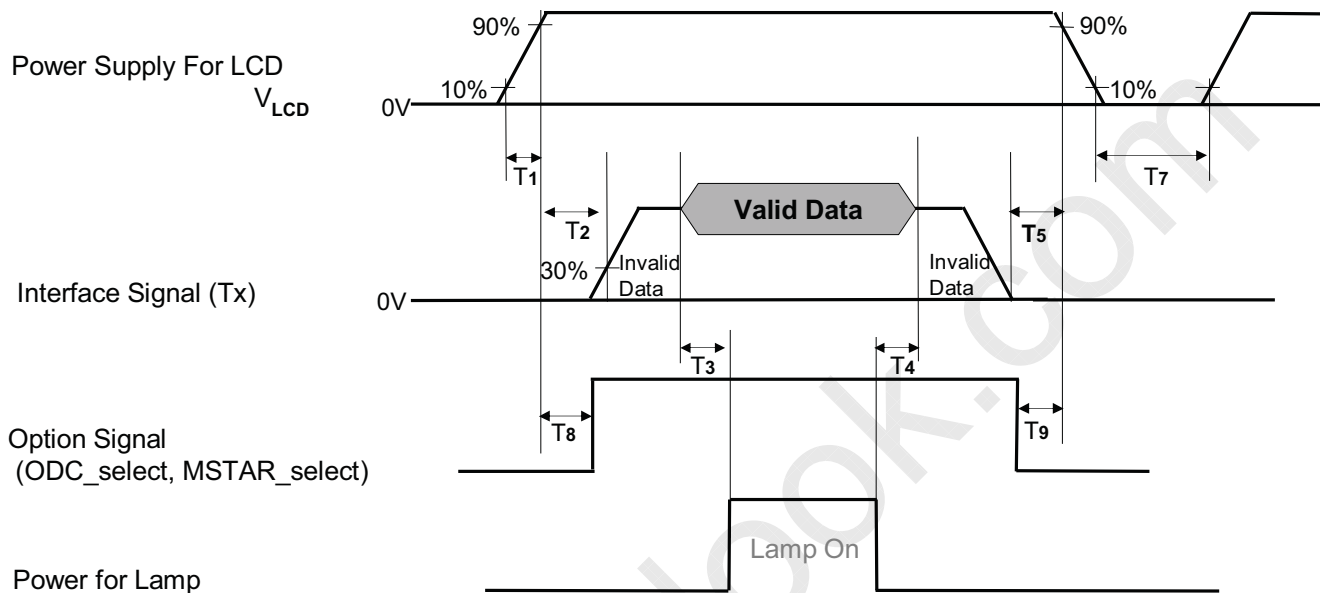 90%
90%
Power Supply For LCD
VLCD
10%
10%
0V
T1
T7
T2
Valid Data
T5
30%
Invalid
Data
Invalid
Data
Interface Signal (Tx)
0V
T3
T4
T8
T9
Option Signal
(ODC_select, MSTAR_select)
Lamp On
Power for Lamp
ook.com